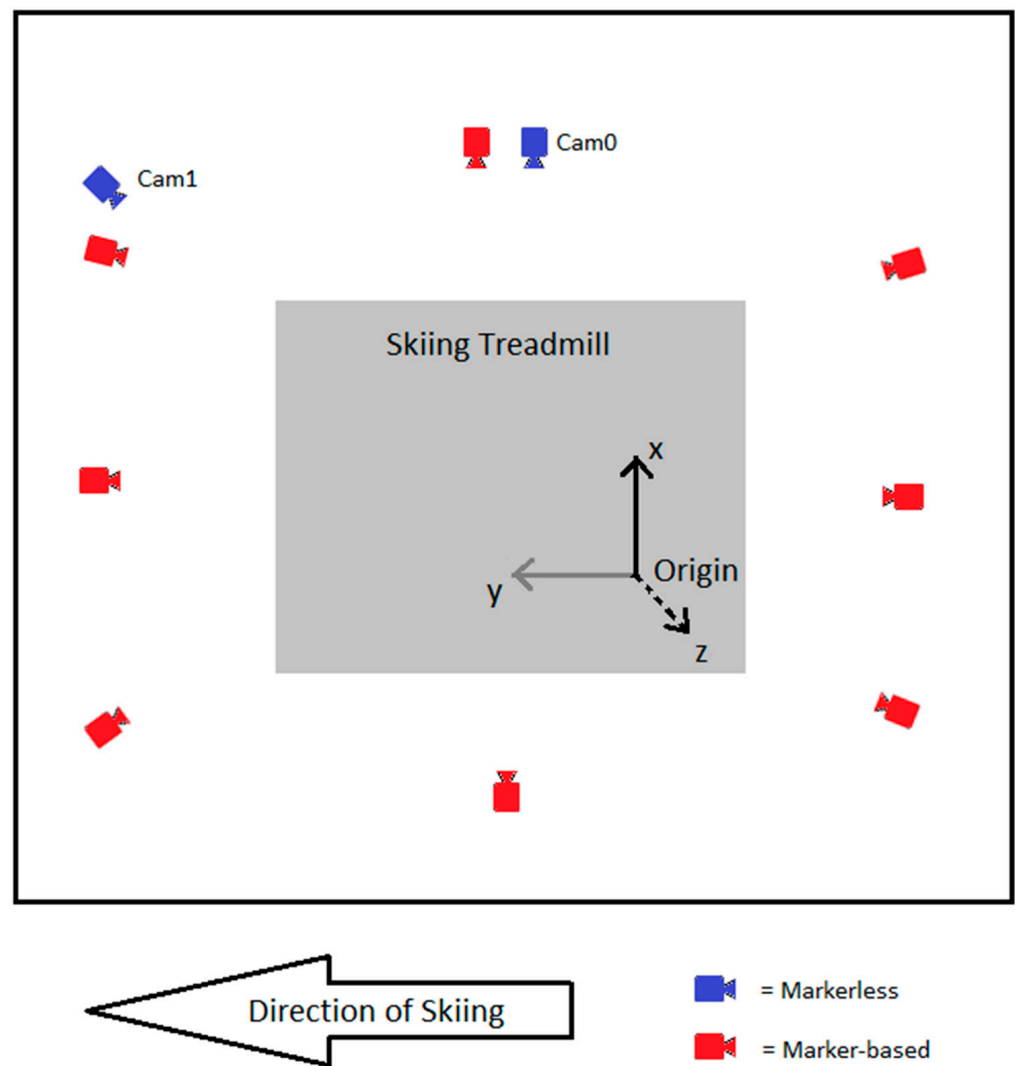 Cam0
Cam1
Skiing Treadmill
x
Origin
y
z
Direction of Skiing
= Markerless
= Marker-based